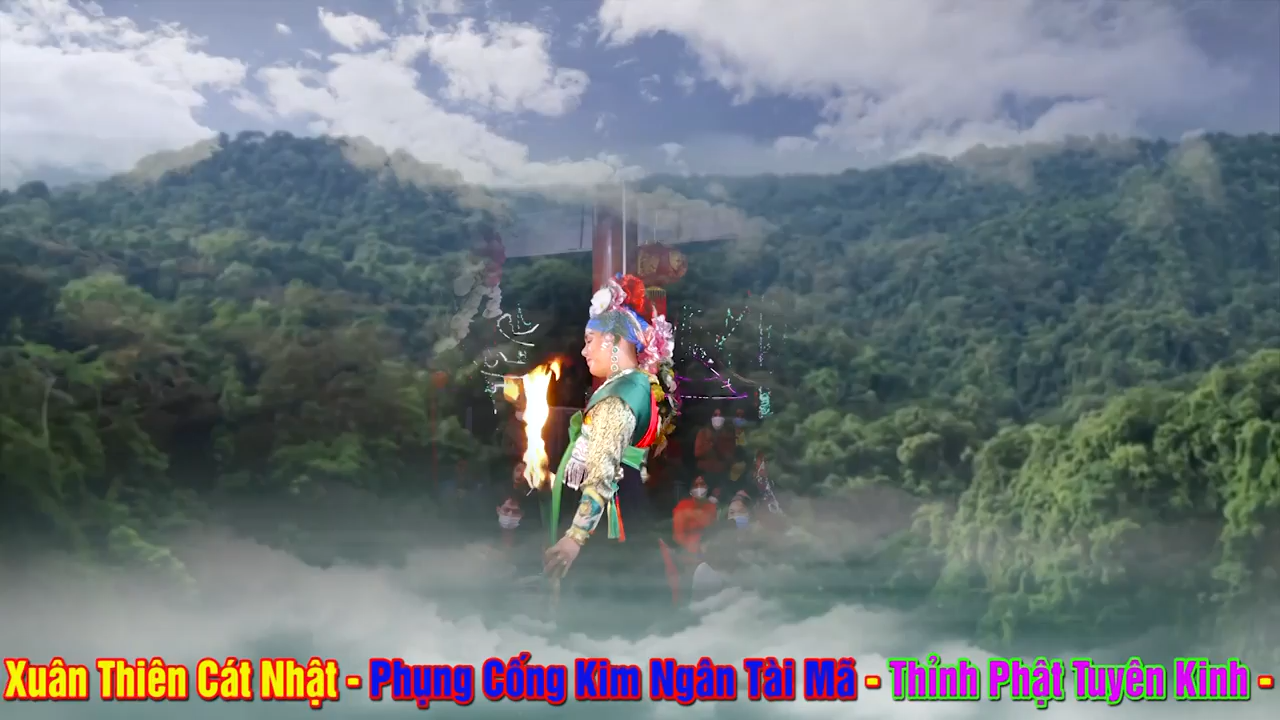 Xuân Thiên Cát Nhật - Phụng Cống Kim Ngân Tài Mã - Thỉnh Phật Tuyên Kinh -